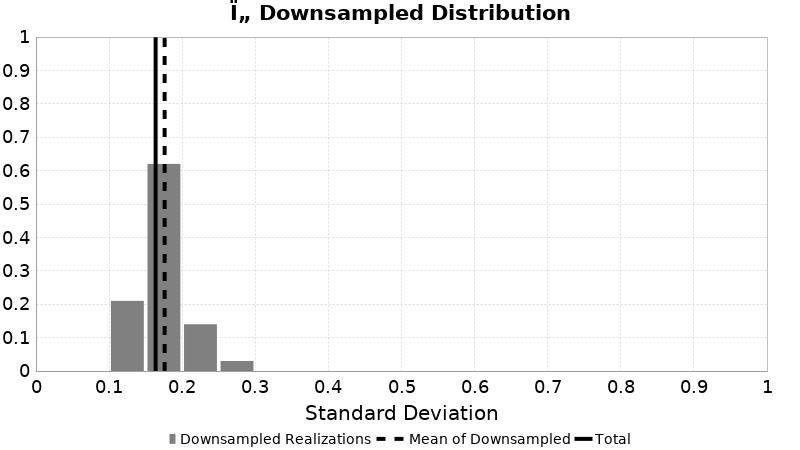 Ï„ Downsampled Distribution
1
0.9
0.8
0.7
0.6
0.5
0.4
0.3
0.2
0.1
0
0 0.1 0.2 0.3 0.4 0.5 0.6 0.7 0.8 0.9 1
Standard Deviation
Downsampled Realizations Mean of Downsampled Total